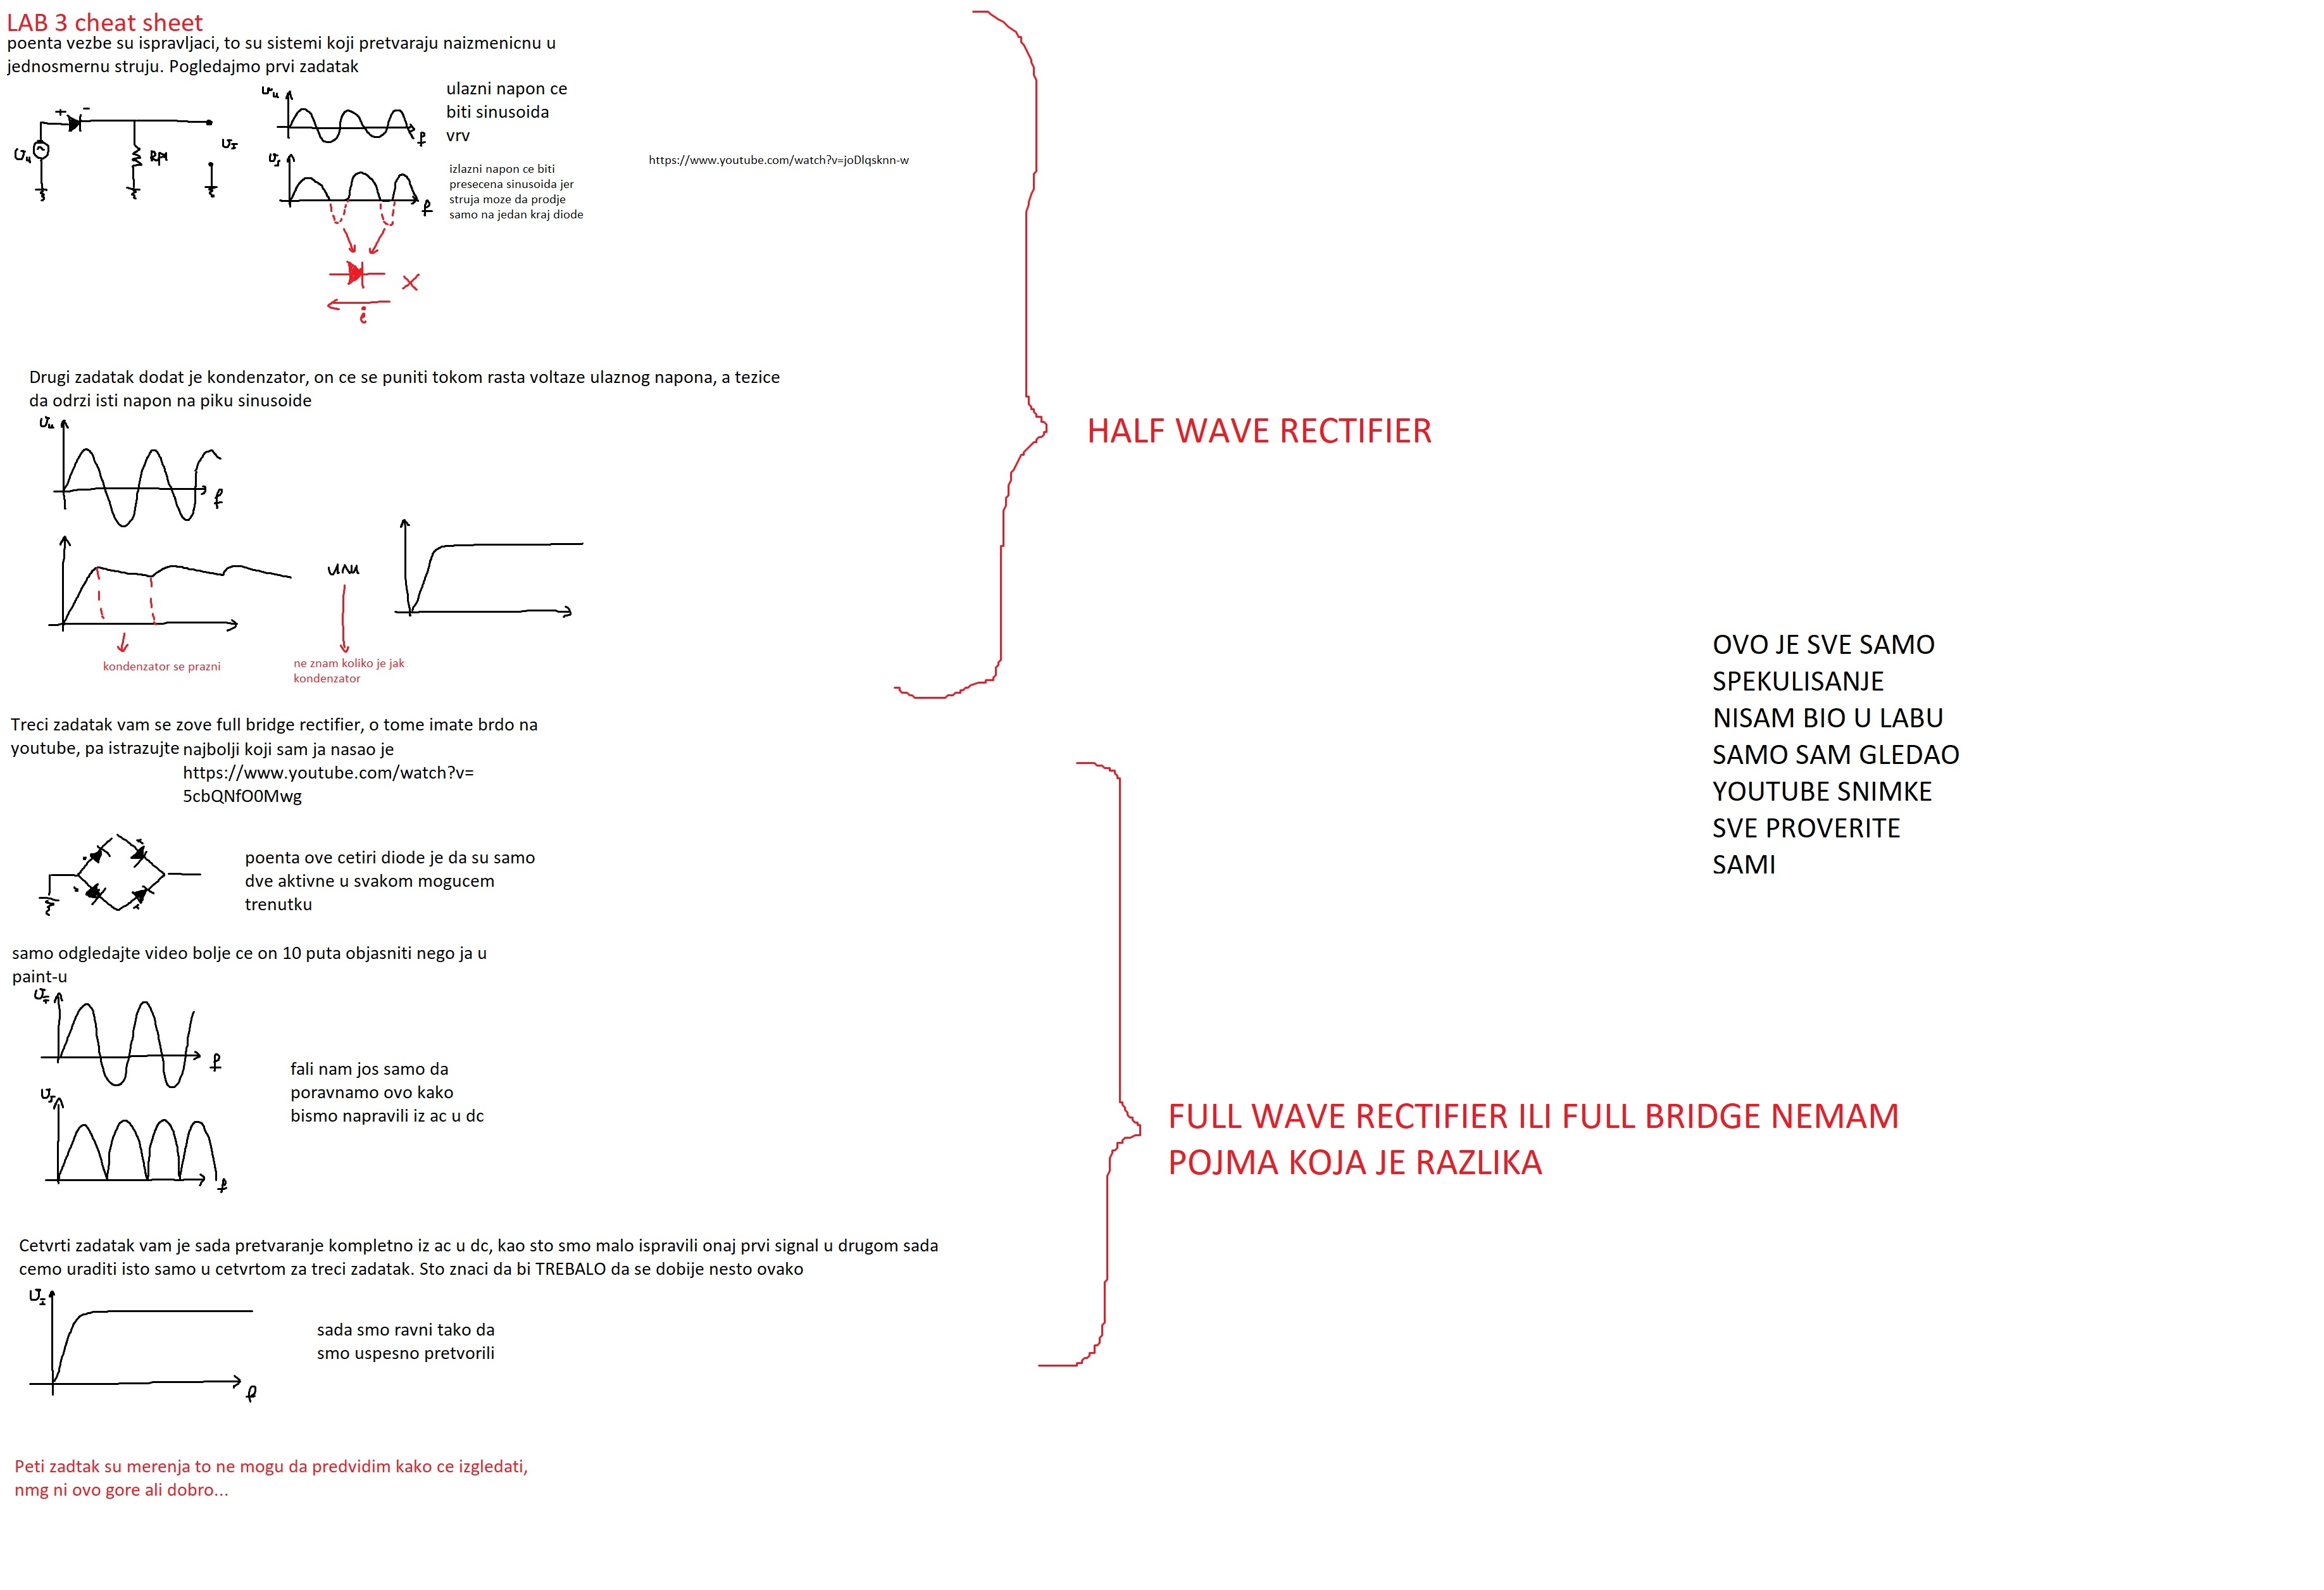 LAB 3 cheat sheet
poenta vezbe su ispravljaci, to su sistemi koji pretvaraju naizmenicnu u
jednosmernu struju. Pogledajmo prvi zadatak
+ -
Uu
RM
UI
Uu
t
ulazni napon ce
biti sinusoida
vrv
UI
t
izlazni napon ce biti
presecena sinusoida jer
struja moze da prodje
samo na jedan kraj diode
https://www.youtube.com/watch?v=joDlqsknn-w
X
i
Drugi zadatak dodat je kondenzator, on ce se puniti tokom rasta voltaze ulaznog napona, a tezice
da odrzi isti napon na piku sinusoide
Uu
t
или
kondenzator se prazni
ne znam koliko je jak
kondenzator
HALF WAVE RECTIFIER
Treci zadatak vam se zove full bridge rectifier, o tome imate brdo na
youtube, pa istrazujte najbolji koji sam ja nasao je
https://www.youtube.com/watch?v=
5cbQNfO0Mwg
poenta ove cetiri diode je da su samo
dve aktivne u svakom mogucem
trenutku
samo odgledajte video bolje ce on 10 puta objasniti nego ja u
paint-u
t
UI
t
fali nam jos samo da
poravnamo ovo kako
bismo napravili iz ac u dc
Cetvrti zadatak vam je sada pretvaranje kompletno iz ac u dc, kao sto smo malo ispravili onaj prvi signal u drugom sada
cemo uraditi isto samo u cetvrtom za treci zadatak. Sto znaci da bi TREBALO da se dobije nesto ovako
UI
t
sada smo ravni tako da
smo uspesno pretvorili
FULL WAVE RECTIFIER ILI FULL BRIDGE NEMAM
POJMA KOJA JE RAZLIKA
Peti zadtak su merenja to ne mogu da predvidim kako ce izgledati,
nmg ni ovo gore ali dobro...
OVO JE SVE SAMO
SPEKULISANJE
NISAM BIO U LABU
SAMO SAM GLEDAO
YOUTUBE SNIMKE
SVE PROVERITE
SAMI